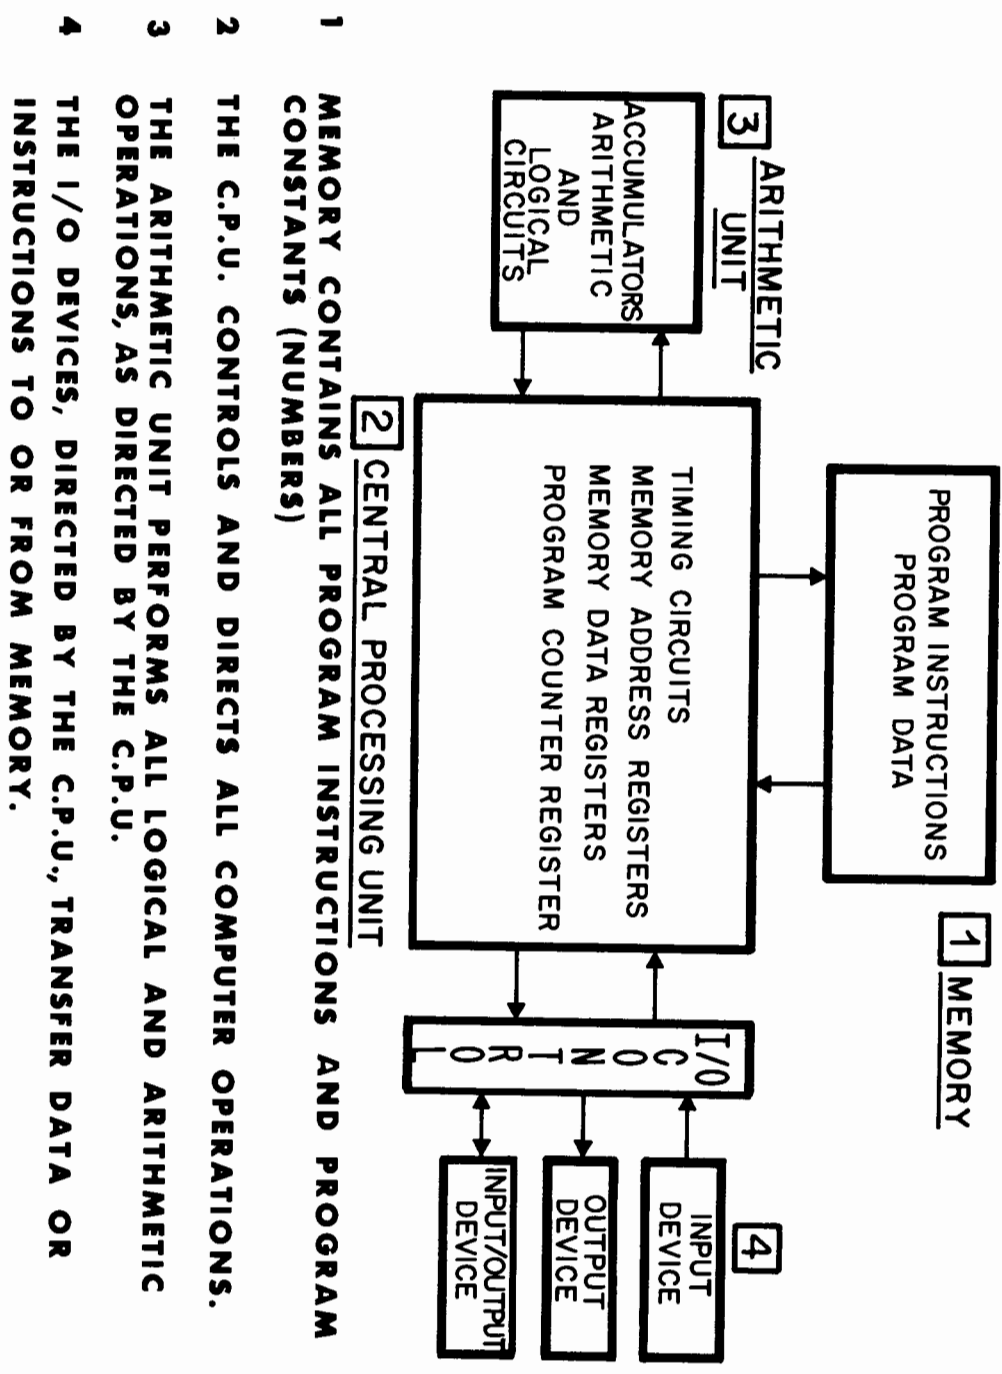 1 MEMORY
PROGRAM INSTRUCTIONS
PROGRAM DATA
3 ARITHMETIC
UNIT
ACCUMULATORS
ARITHMETIC
AND
LOGICAL
CIRCUITS
TIMING CIRCUITS
MEMORY ADDRESS REGISTERS
MEMORY DATA REGISTERS
PROGRAM COUNTER REGISTER
2 CENTRAL PROCESSING UNIT
I/O
C
O
N
T
R
O
L
4
INPUT
DEVICE
OUTPUT
DEVICE
INPUT/OUTPUT
DEVICE
1 MEMORY CONTAINS ALL PROGRAM INSTRUCTIONS AND PROGRAM
CONSTANTS (NUMBERS)
2 THE C.P.U. CONTROLS AND DIRECTS ALL COMPUTER OPERATIONS.
3 THE ARITHMETIC UNIT PERFORMS ALL LOGICAL AND ARITHMETIC
OPERATIONS, AS DIRECTED BY THE C.P.U.
4 THE I/O DEVICES, DIRECTED BY THE C.P.U., TRANSFER DATA OR
INSTRUCTIONS TO OR FROM MEMORY.